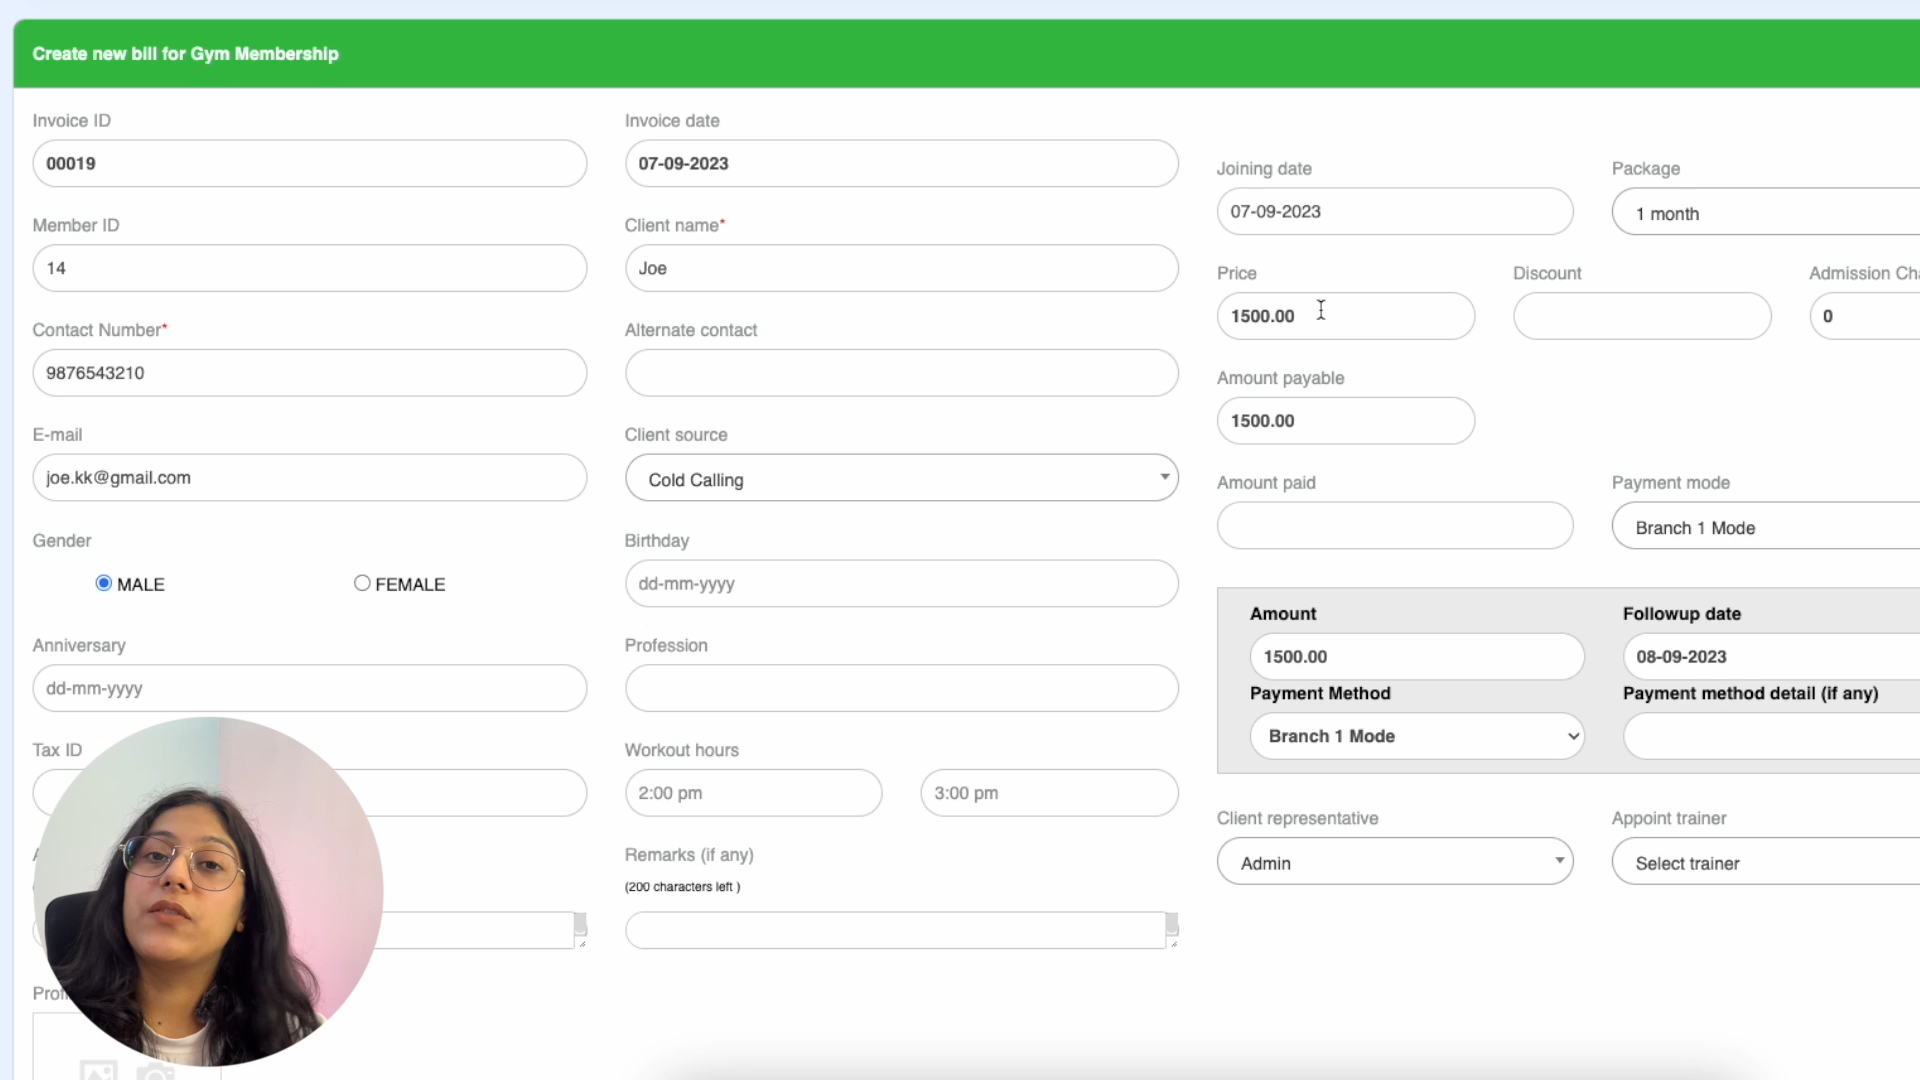 Create new bill for Gym Membership
Invoice ID
00019
Invoice date
07-09-2023
Member ID
14
Client name*
Joe
Contact Number*
9876543210
Alternate contact
E-mail
joe.kk@gmail.com
Client source
Cold Calling
Gender
MALE
FEMALE
Birthday
dd-mm-yyyy
Anniversary
dd-mm-yyyy
Profession
Tax ID
Workout hours
2:00 pm
3:00 pm
Remarks (if any)
(200 characters left )
Joining date
07-09-2023
Package
1 month
Price
1500.00
Discount
Admission
0
Amount payable
1500.00
Amount paid
Payment mode
Branch 1 Mode
Amount
1500.00
Followup date
08-09-2023
Payment Method
Branch 1 Mode
Payment method detail (if any)
Client representative
Admin
Appoint trainer
Select trainer